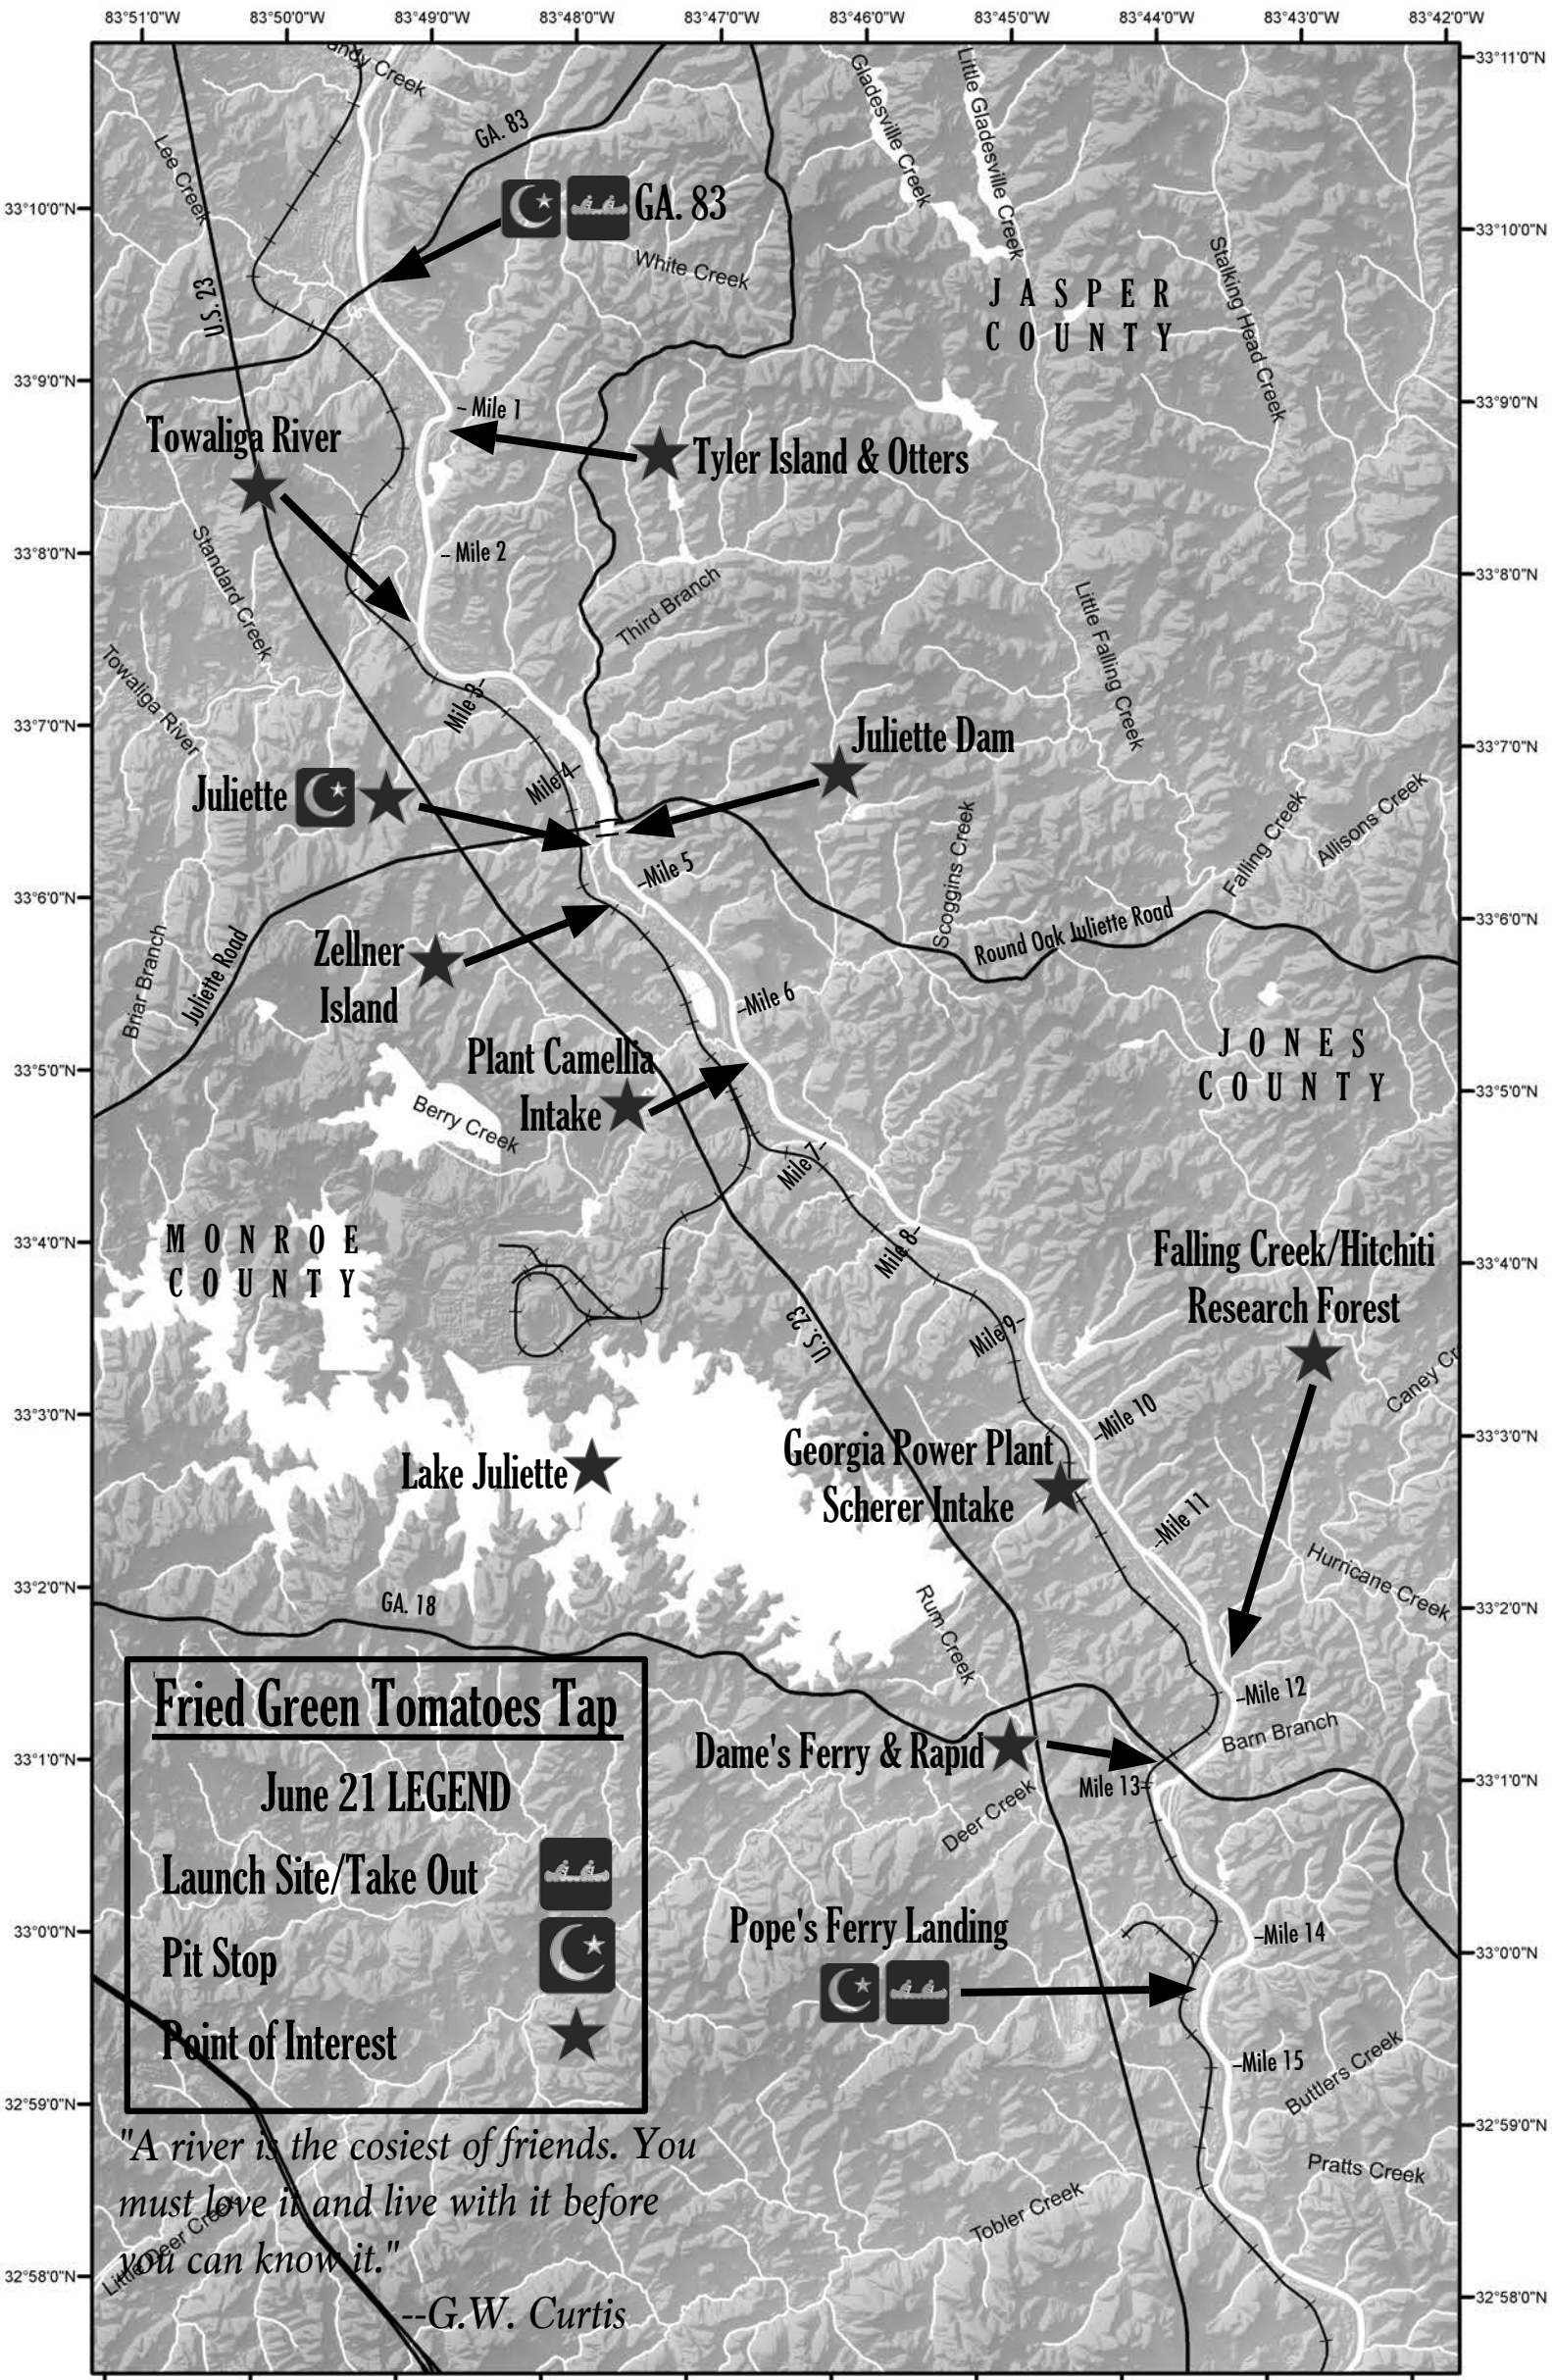 83°51'0"W
83°50'0"W
83°49'0"W
83°48'0"W
83°47'0"W
83°46'0"W
83°45'0"W
83°44'0"W
83°43'0"W
83°42'0"W
33°11'0"N
33°10'0"N
33°9'0"N
33°8'0"N
33°7'0"N
33°6'0"N
33°5'0"N
33°4'0"N
33°3'0"N
33°2'0"N
33°1'0"N
33°0'0"N
32°59'0"N
32°58'0"N
33°10'0"N
33°9'0"N
33°8'0"N
33°7'0"N
33°6'0"N
33°5'0"N
33°4'0"N
33°3'0"N
33°2'0"N
33°1'0"N
33°0'0"N
32°59'0"N
32°58'0"N
andy Creek
Lee Creek
GA. 83
Gladesville Creek
Little Gladesville Creek
GA. 83
White Creek
Stalking Head Creek
U.S. 23
JASPER
COUNTY
Mile 1
Towaliga River
Tyler Island & Otters
Mile 2
Standard Creek
Third Branch
Little Falling Creek
Towaliga River
Mile 3
Juliette Dam
Mile 4
Juliette
Allisons Creek
Falling Creek
Scoggins Creek
Mile 5
Round Oak Juliette Road
Zellner
Island
Briar Branch
Juliette Road
Mile 6
JONES
COUNTY
Plant Camellia
Intake
Berry Creek
Mile 7
MONROE
COUNTY
Mile 8
Falling Creek/Hitchiti
Research Forest
U.S. 23
Mile 9
Caney Cr
Mile 10
Georgia Power Plant
Scherer Intake
Lake Juliette
Mile 11
Hurricane Creek
GA. 18
Rum Creek
Mile 12
Barn Branch
Dame's Ferry & Rapid
Mile 13
Deer Creek
Fried Green Tomatoes Tap
June 21 LEGEND
Launch Site/Take Out
Pit Stop
Point of Interest
Pope's Ferry Landing
Mile 14
Mile 15
Buttlers Creek
Pratts Creek
Tobler Creek
Little Deer Creek
"A river is the cosiest of friends. You
must love it and live with it before
you can know it."
--G.W. Curtis